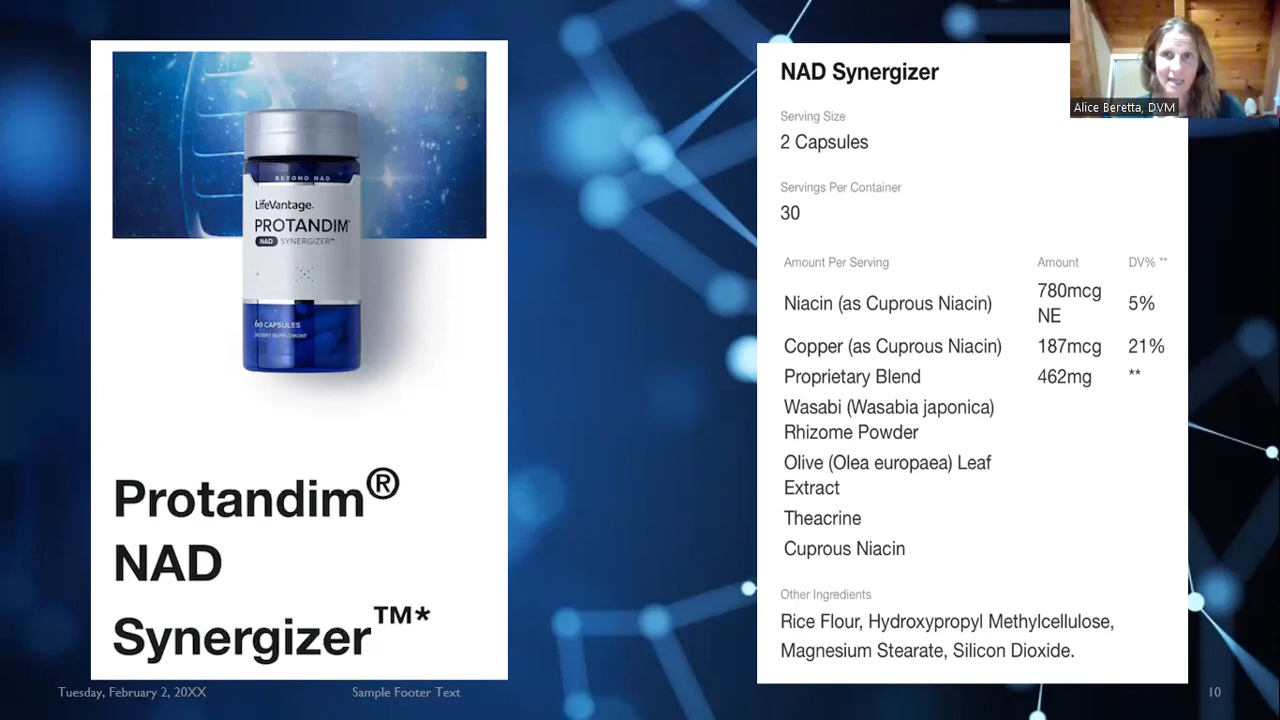 BEYOND NAD
LifeVantage.
PROTANDIM®
NAD SYNERGIZER™
60 CAPSULES
DIETARY SUPPLEMENT
Protandim®
NAD
Synergizer™*
NAD Synergizer
Serving Size
2 Capsules
Servings Per Container
30
Amount Per Serving Amount DV% **
Niacin (as Cuprous Niacin) 780mcg NE 5%
Copper (as Cuprous Niacin) 187mcg 21%
Proprietary Blend 462mg **
Wasabi (Wasabia japonica)
Rhizome Powder
Olive (Olea europaea) Leaf
Extract
Theacrine
Cuprous Niacin
Other Ingredients
Rice Flour, Hydroxypropyl Methylcellulose,
Magnesium Stearate, Silicon Dioxide.
Alice Beretta, DVM
Tuesday, February 2, 20XX Sample Footer Text 10